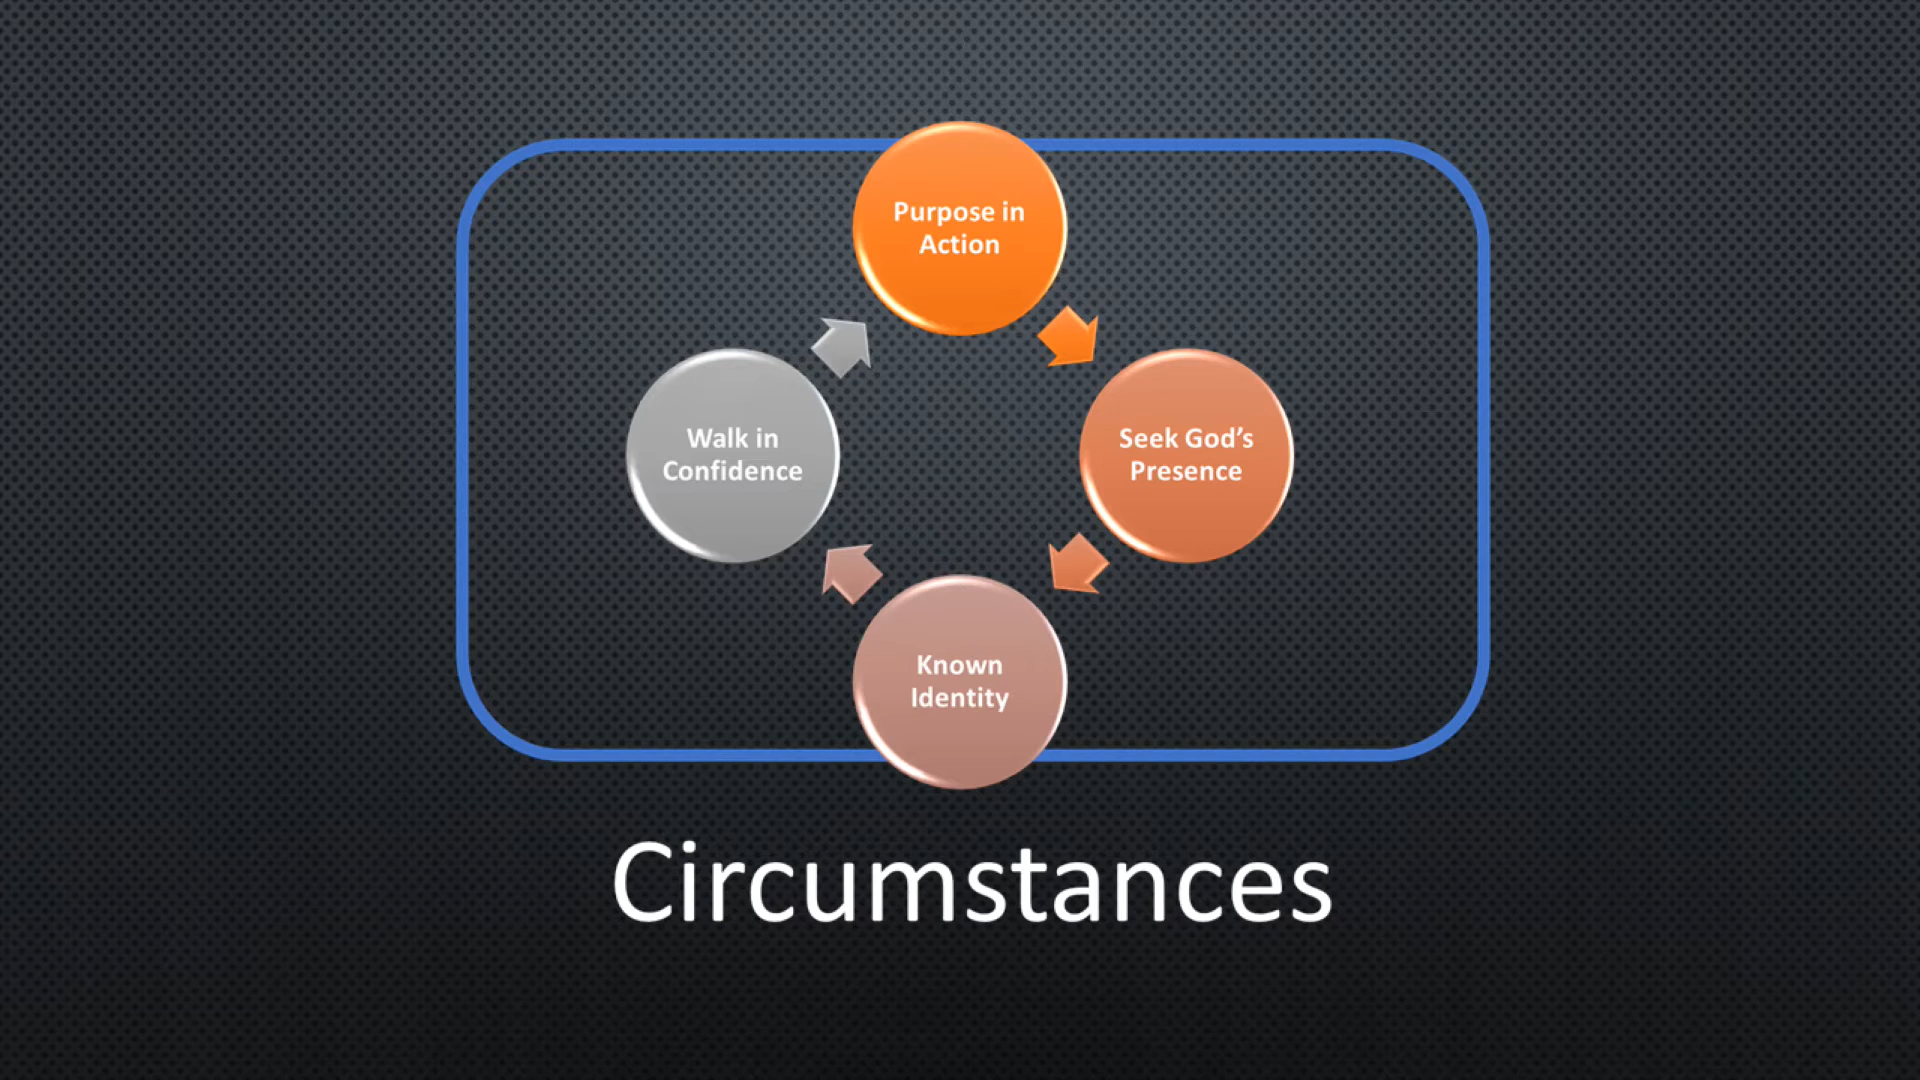 Purpose in
Action
Seek God’s
Presence
Known
Identity
Walk in
Confidence
Circumstances